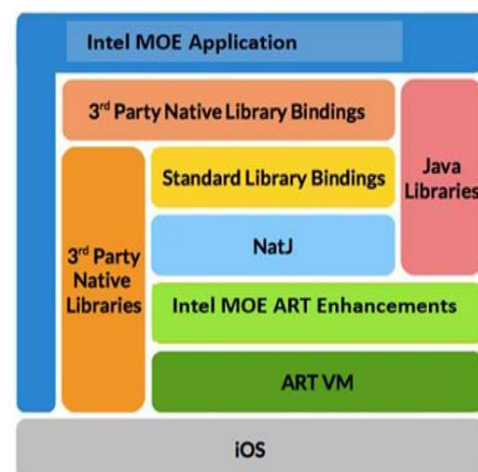 Intel MOE Application
3rd Party Native Library Bindings
Java
Libraries
Standard Library Bindings
3rd Party
Native
Libraries
NatJ
Intel MOE ART Enhancements
ART VM
iOS